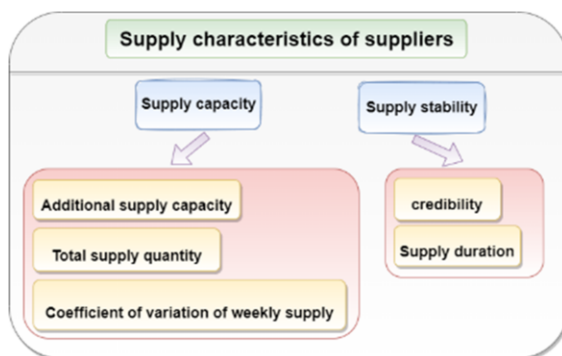 Supply characteristics of suppliers
Supply capacity
Supply stability
Additional supply capacity
Total supply quantity
Coefficient of variation of weekly supply
credibility
Supply duration